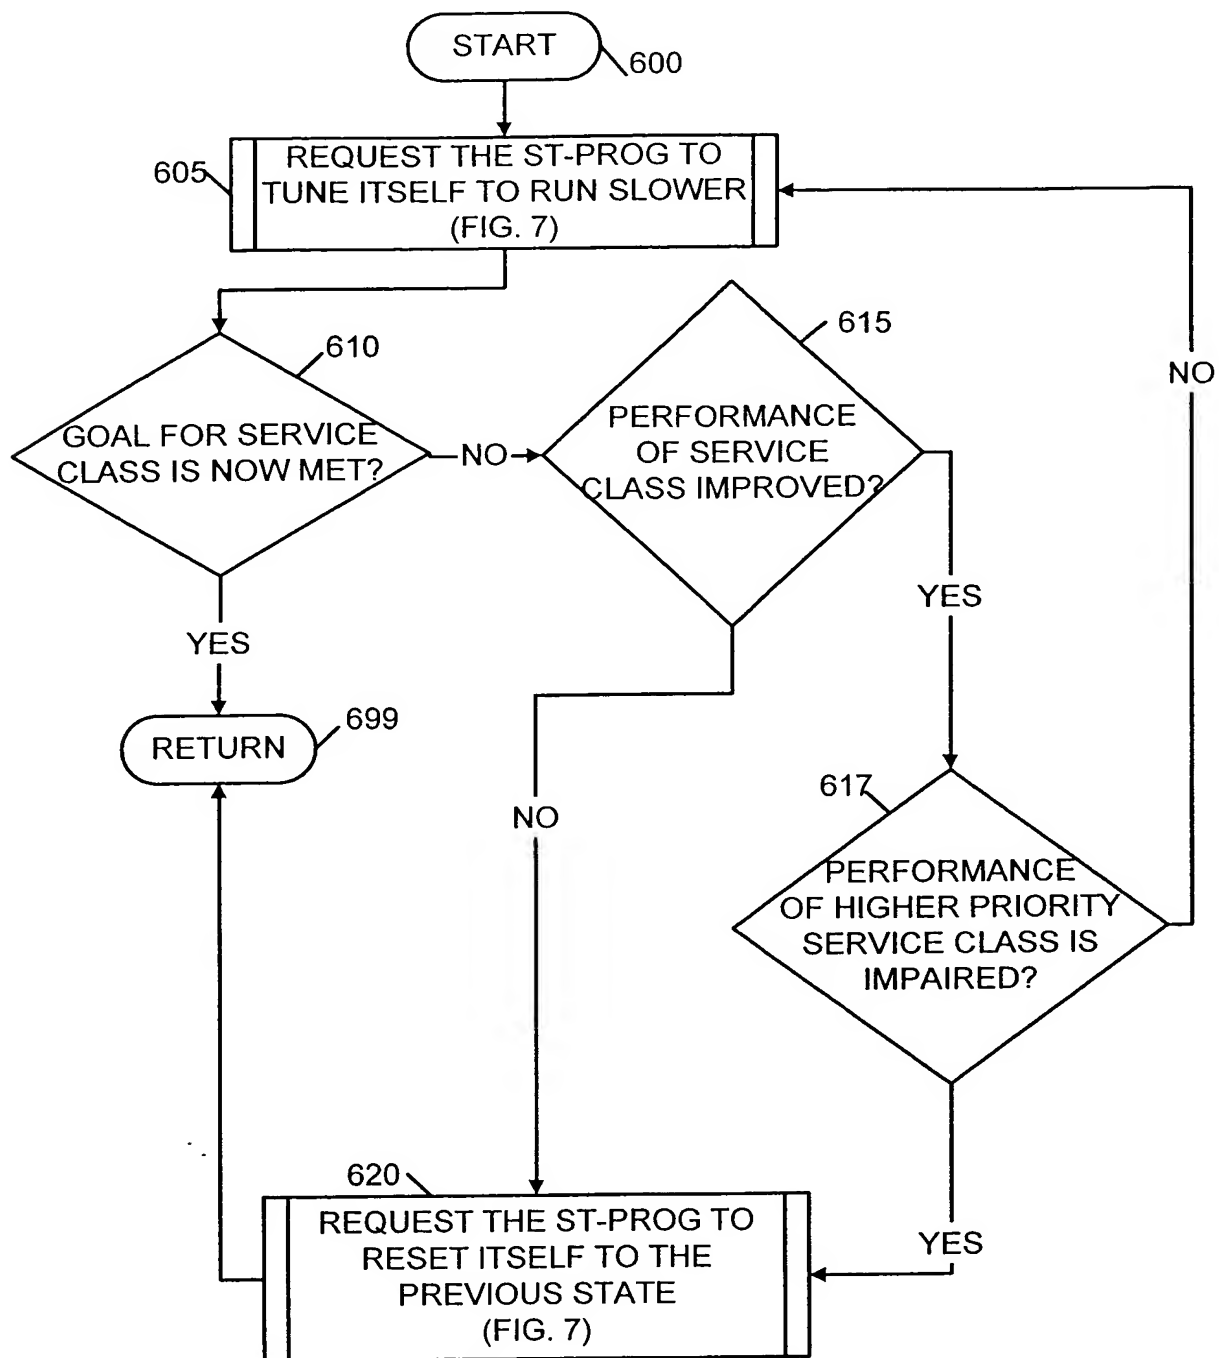 START
600
605
REQUEST THE ST-PROG TO
TUNE ITSELF TO RUN SLOWER
(FIG. 7)
610
GOAL FOR SERVICE
CLASS IS NOW MET?
NO
615
PERFORMANCE
OF SERVICE
CLASS IMPROVED?
NO
YES
YES
RETURN
699
NO
617
PERFORMANCE
OF HIGHER PRIORITY
SERVICE CLASS IS
IMPAIRED?
YES
620
REQUEST THE ST-PROG TO
RESET ITSELF TO THE
PREVIOUS STATE
(FIG. 7)